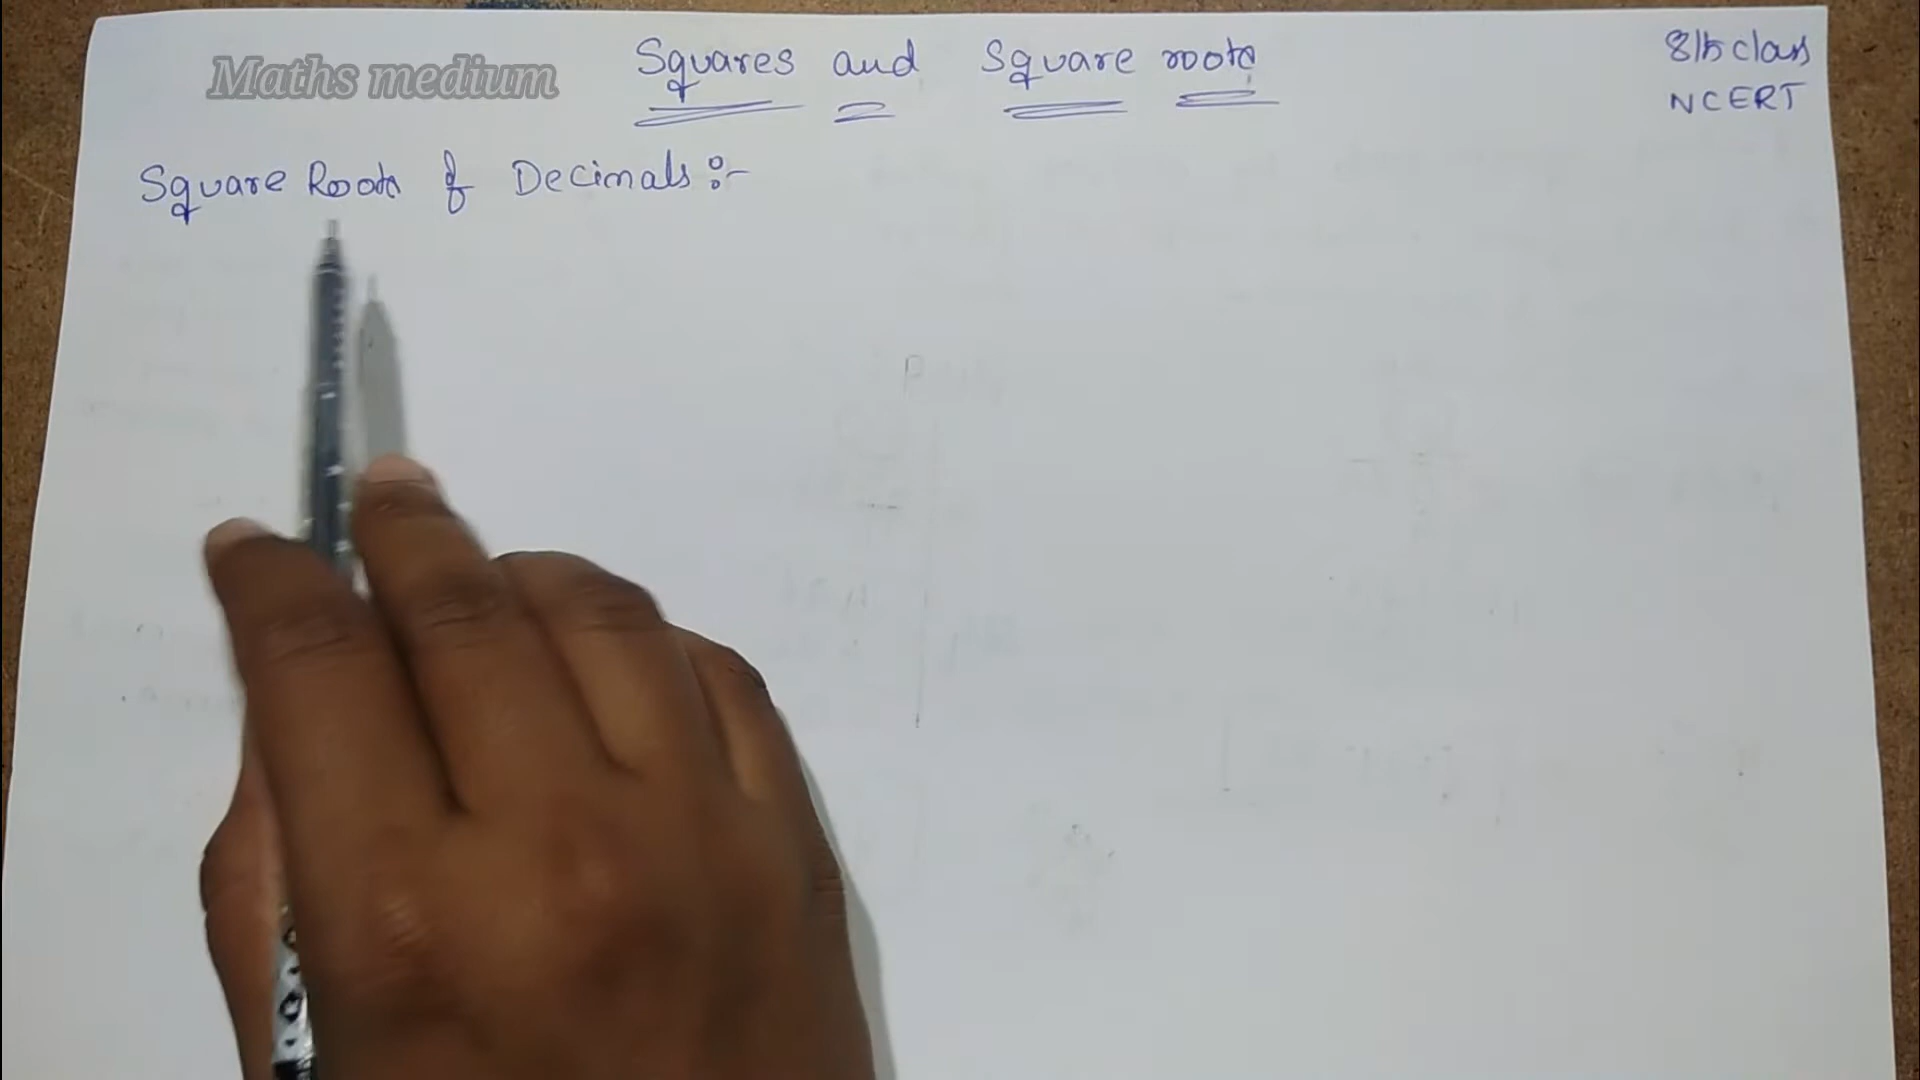 Maths medium
Squares and Square roots
8th class
NCERT
Square Roots of Decimals :-